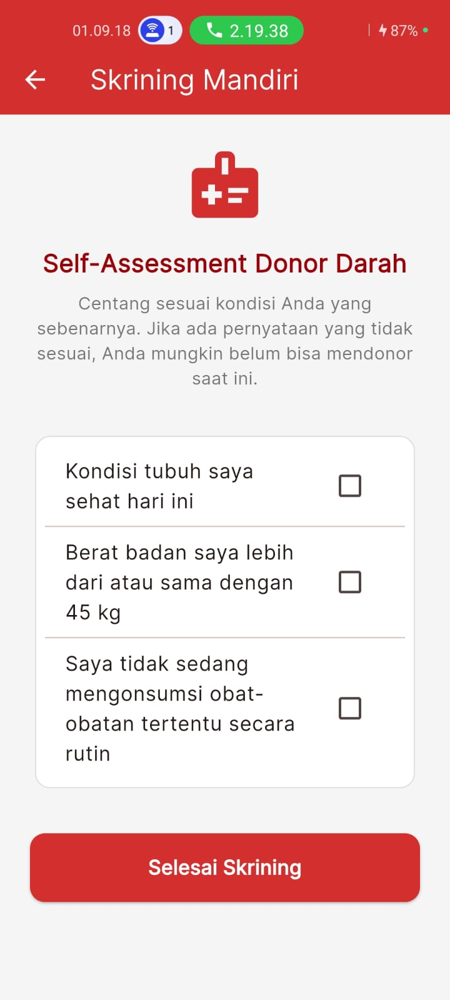 01.09.18 1 2.19.38 87%
Skrining Mandiri
Self-Assessment Donor Darah
Centang sesuai kondisi Anda yang
sebenarnya. Jika ada pernyataan yang tidak
sesuai, Anda mungkin belum bisa mendonor
saat ini.
Kondisi tubuh saya
sehat hari ini
Berat badan saya lebih
dari atau sama dengan
45 kg
Saya tidak sedang
mengonsumsi obat-
obatan tertentu secara
rutin
Selesai Skrining